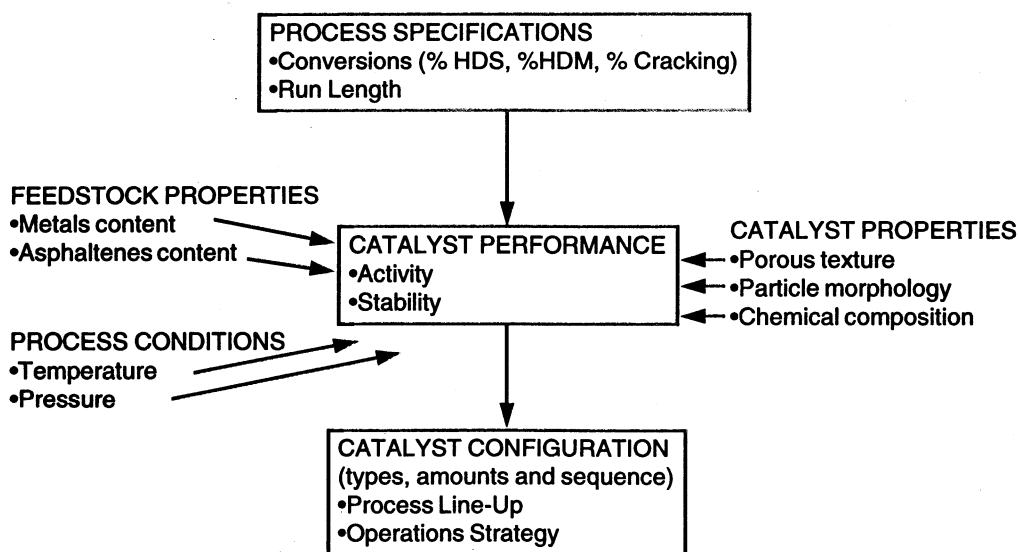 PROCESS SPECIFICATIONS
•Conversions (% HDS, %HDM, % Cracking)
•Run Length
FEEDSTOCK PROPERTIES
•Metals content
•Asphaltenes content
CATALYST PERFORMANCE
•Activity
•Stability
CATALYST PROPERTIES
•Porous texture
•Particle morphology
•Chemical composition
PROCESS CONDITIONS
•Temperature
•Pressure
CATALYST CONFIGURATION
(types, amounts and sequence)
•Process Line-Up
•Operations Strategy